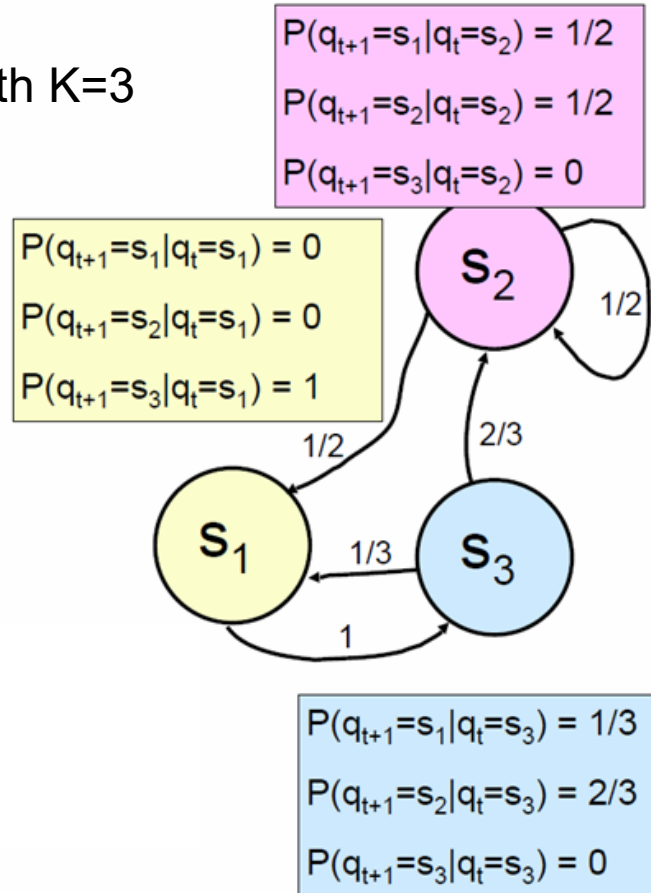 P(qₜ₊₁=s₁|qₜ=s₂) = 1/2
th K=3
P(qₜ₊₁=s₂|qₜ=s₂) = 1/2
P(qₜ₊₁=s₃|qₜ=s₂) = 0
P(qₜ₊₁=s₁|qₜ=s₁) = 0
P(qₜ₊₁=s₂|qₜ=s₁) = 0
P(qₜ₊₁=s₃|qₜ=s₁) = 1
s₂
1/2
1/2
2/3
s₁
1/3
s₃
1
P(qₜ₊₁=s₁|qₜ=s₃) = 1/3
P(qₜ₊₁=s₂|qₜ=s₃) = 2/3
P(qₜ₊₁=s₃|qₜ=s₃) = 0